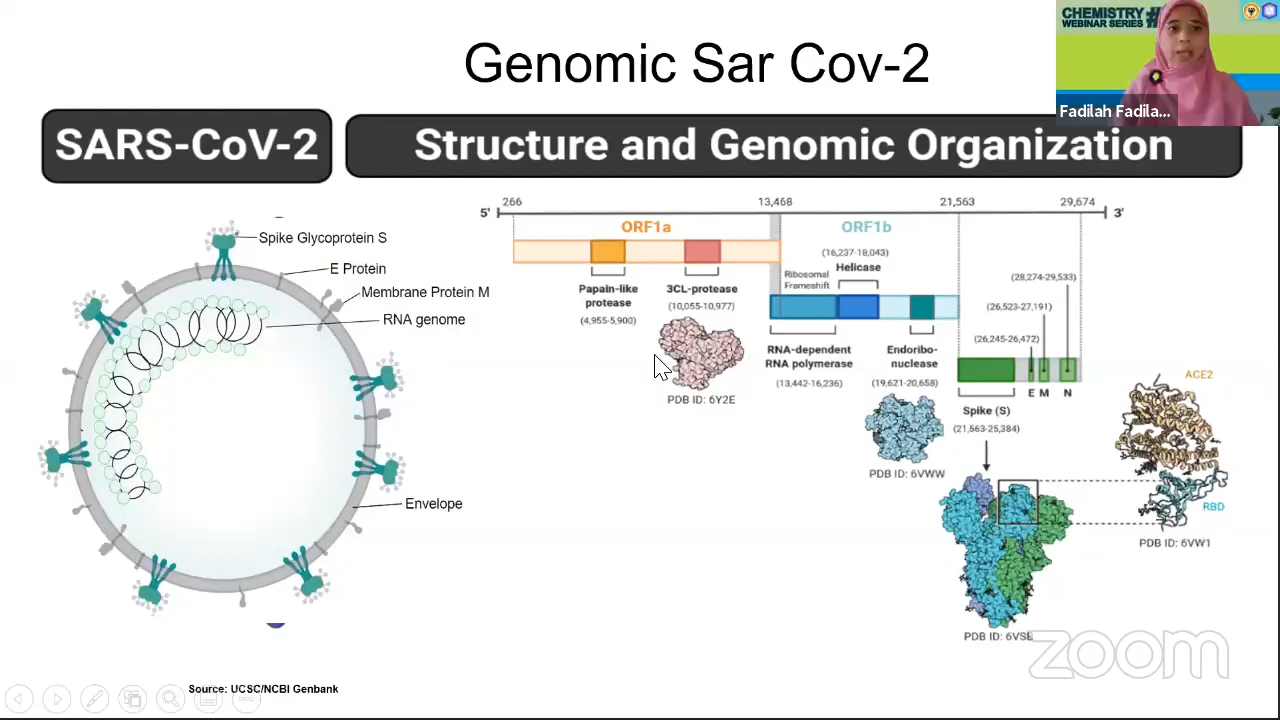 Genomic Sar Cov-2
CHEMISTRY #
WEBINAR SERIES
Fadilah Fadila...
SARS-CoV-2
Structure and Genomic Organization
Spike Glycoprotein S
E Protein
Membrane Protein M
RNA genome
Envelope
5'
266
13,468
21,563
29,674
3'
ORF1a
ORF1b
Papain-like
protease
(4,955-5,900)
3CL-protease
(10,055-10,977)
PDB ID: 6Y2E
Ribosomal
Frameshift
(16,237-18,043)
Helicase
RNA-dependent
RNA polymerase
(13,442-16,236)
Endoribo-
nuclease
(19,621-20,658)
PDB ID: 6VWW
(28,274-29,533)
(26,523-27,191)
(26,245-26,472)
E M N
Spike (S)
(21,563-25,384)
PDB ID: 6VSB
ACE2
RBD
PDB ID: 6VW1
zoom
Source: UCSC/NCBI Genbank